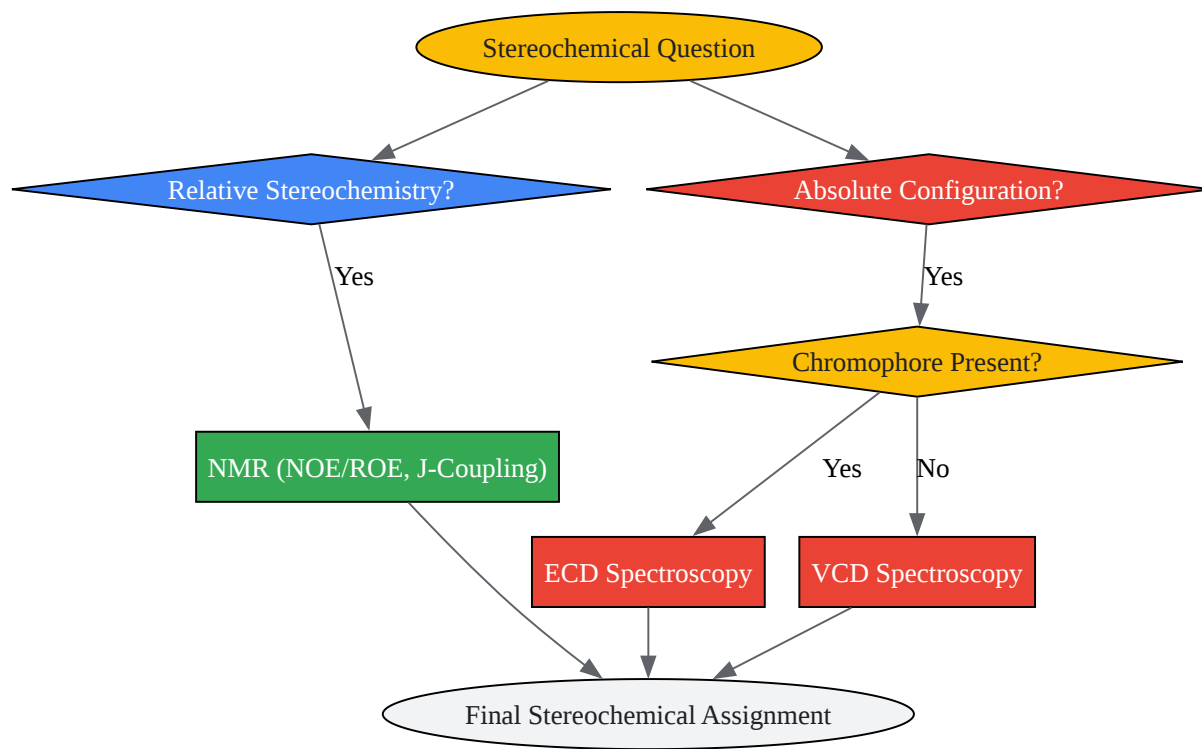 Stereochemical Question
Relative Stereochemistry?
Absolute Configuration?
Yes
Yes
Chromophore Present?
NMR (NOE/ROE, J-Coupling)
Yes
No
ECD Spectroscopy
VCD Spectroscopy
Final Stereochemical Assignment